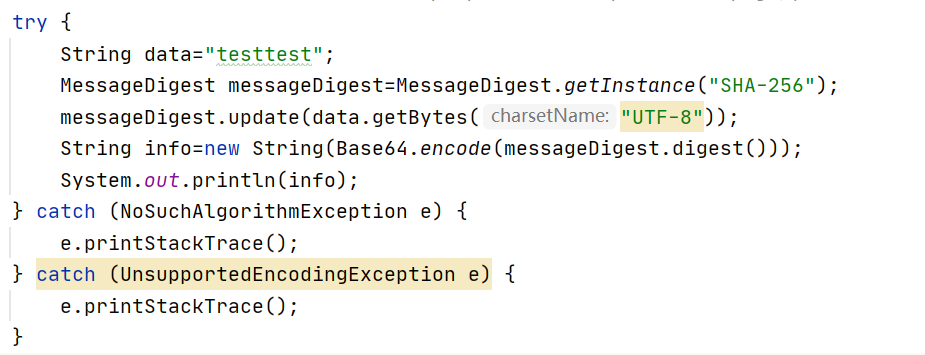 try {
    String data="testtest";
    MessageDigest messageDigest=MessageDigest.getInstance("SHA-256");
    messageDigest.update(data.getBytes( charsetName: "UTF-8"));
    String info=new String(Base64.encode(messageDigest.digest()));
    System.out.println(info);
} catch (NoSuchAlgorithmException e) {
    e.printStackTrace();
} catch (UnsupportedEncodingException e) {
    e.printStackTrace();
}